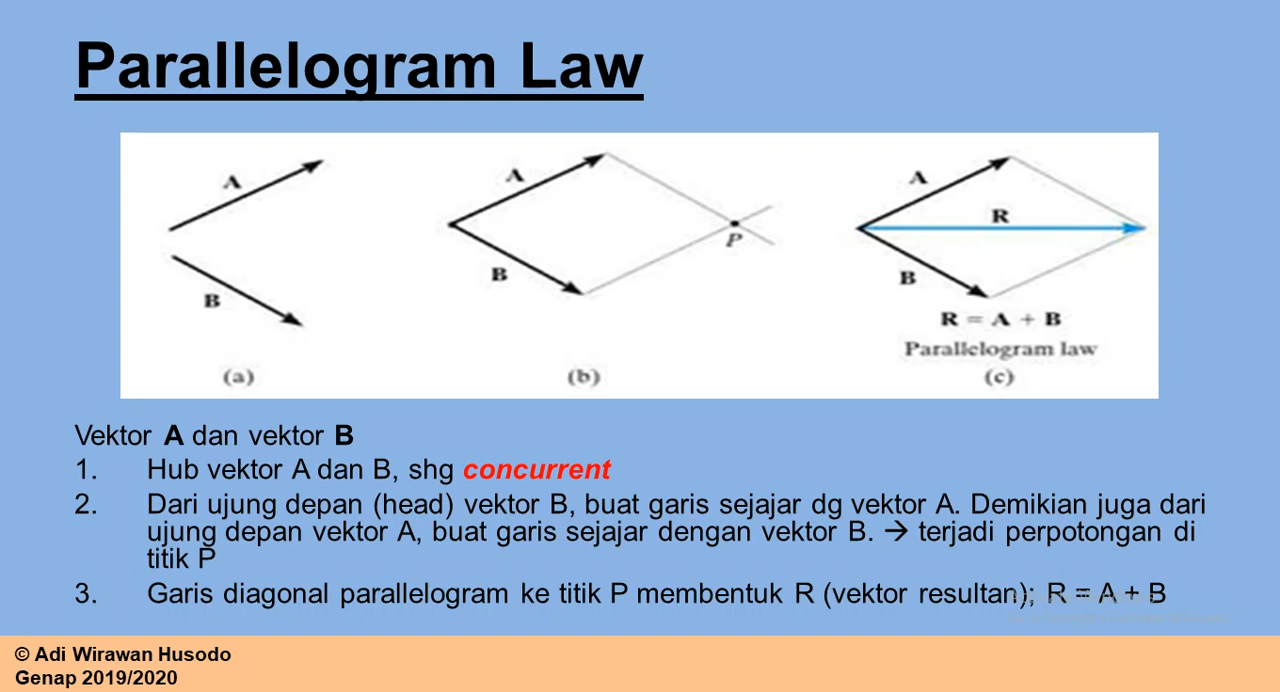 Parallelogram Law
A
B
(a)
A
B
P
(b)
A
R
B
R = A + B
Parallelogram law
(c)
Vektor A dan vektor B
1. Hub vektor A dan B, shg concurrent
2. Dari ujung depan (head) vektor B, buat garis sejajar dg vektor A. Demikian juga dari
ujung depan vektor A, buat garis sejajar dengan vektor B. → terjadi perpotongan di
titik P
3. Garis diagonal parallelogram ke titik P membentuk R (vektor resultan); R = A + B
© Adi Wirawan Husodo
Genap 2019/2020